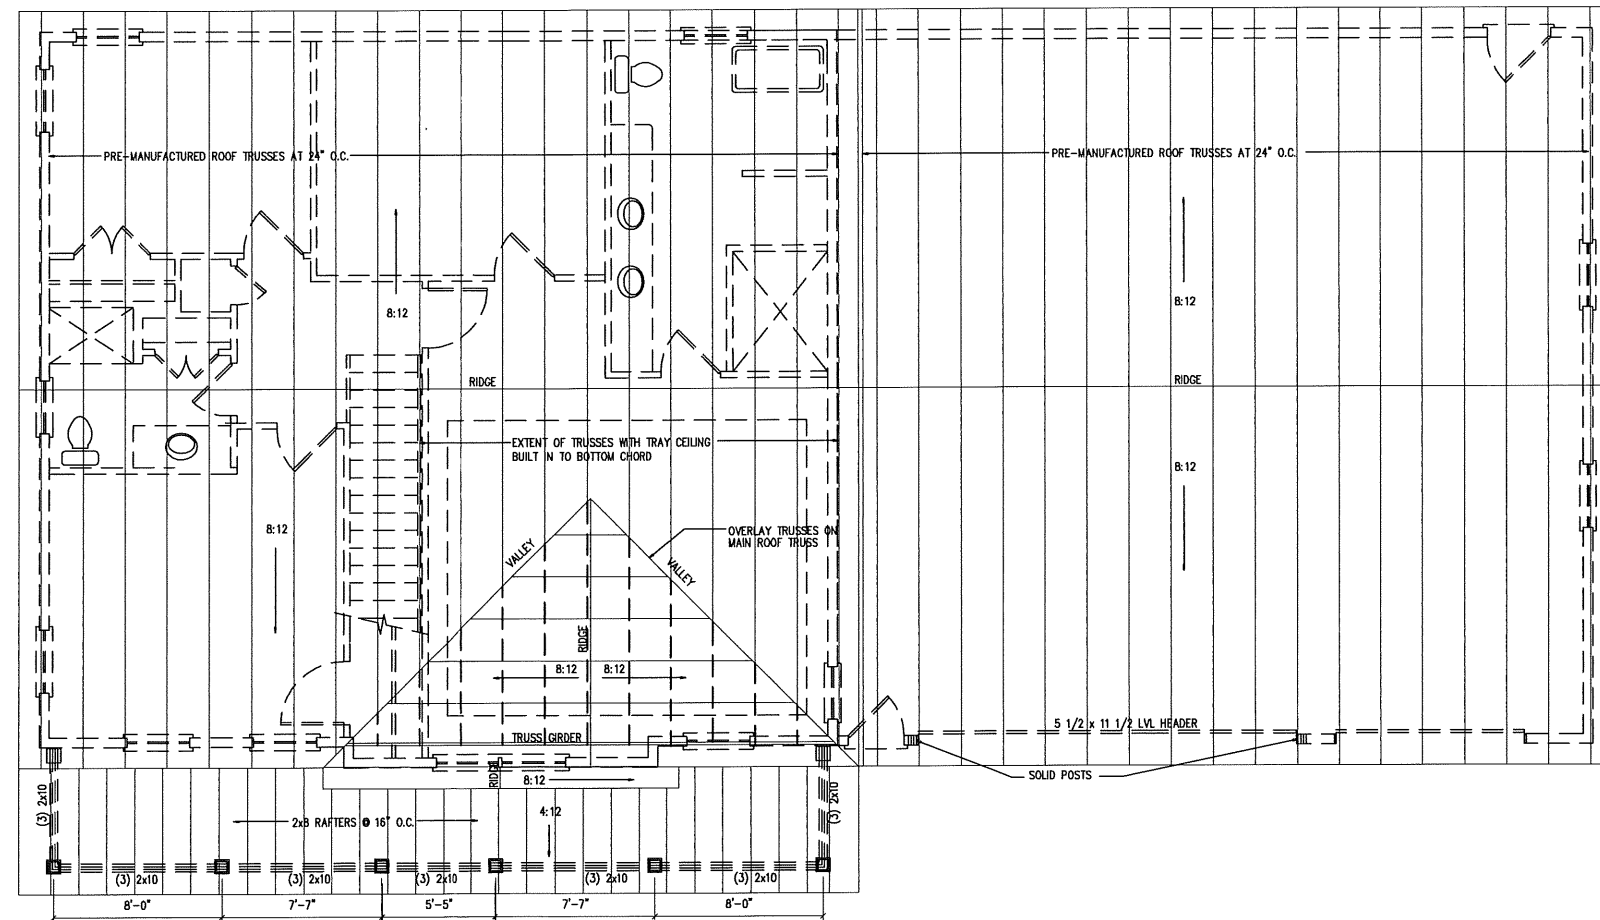 PRE-MANUFACTURED ROOF TRUSSES AT 24" O.C.
PRE-MANUFACTURED ROOF TRUSSES AT 24" O.C.
8:12
8:12
RIDGE
RIDGE
EXTENT OF TRUSSES WITH TRAY CEILING
BUILT IN TO BOTTOM CHORD
8:12
8:12
OVERLAY TRUSSES ON
MAIN ROOF TRUSS
VALLEY
VALLEY
RIDGE
8:12
8:12
5 1/2 x 11 1/2 LVL HEADER
TRUSS GIRDER
RIDGE
8:12
SOLID POSTS
(3) 2x10
(3) 2x10
2x8 RAFTERS @ 16" O.C.
4:12
(3) 2x10
(3) 2x10
(3) 2x10
(3) 2x10
(3) 2x10
8'-0"
7'-7"
5'-5"
7'-7"
8'-0"